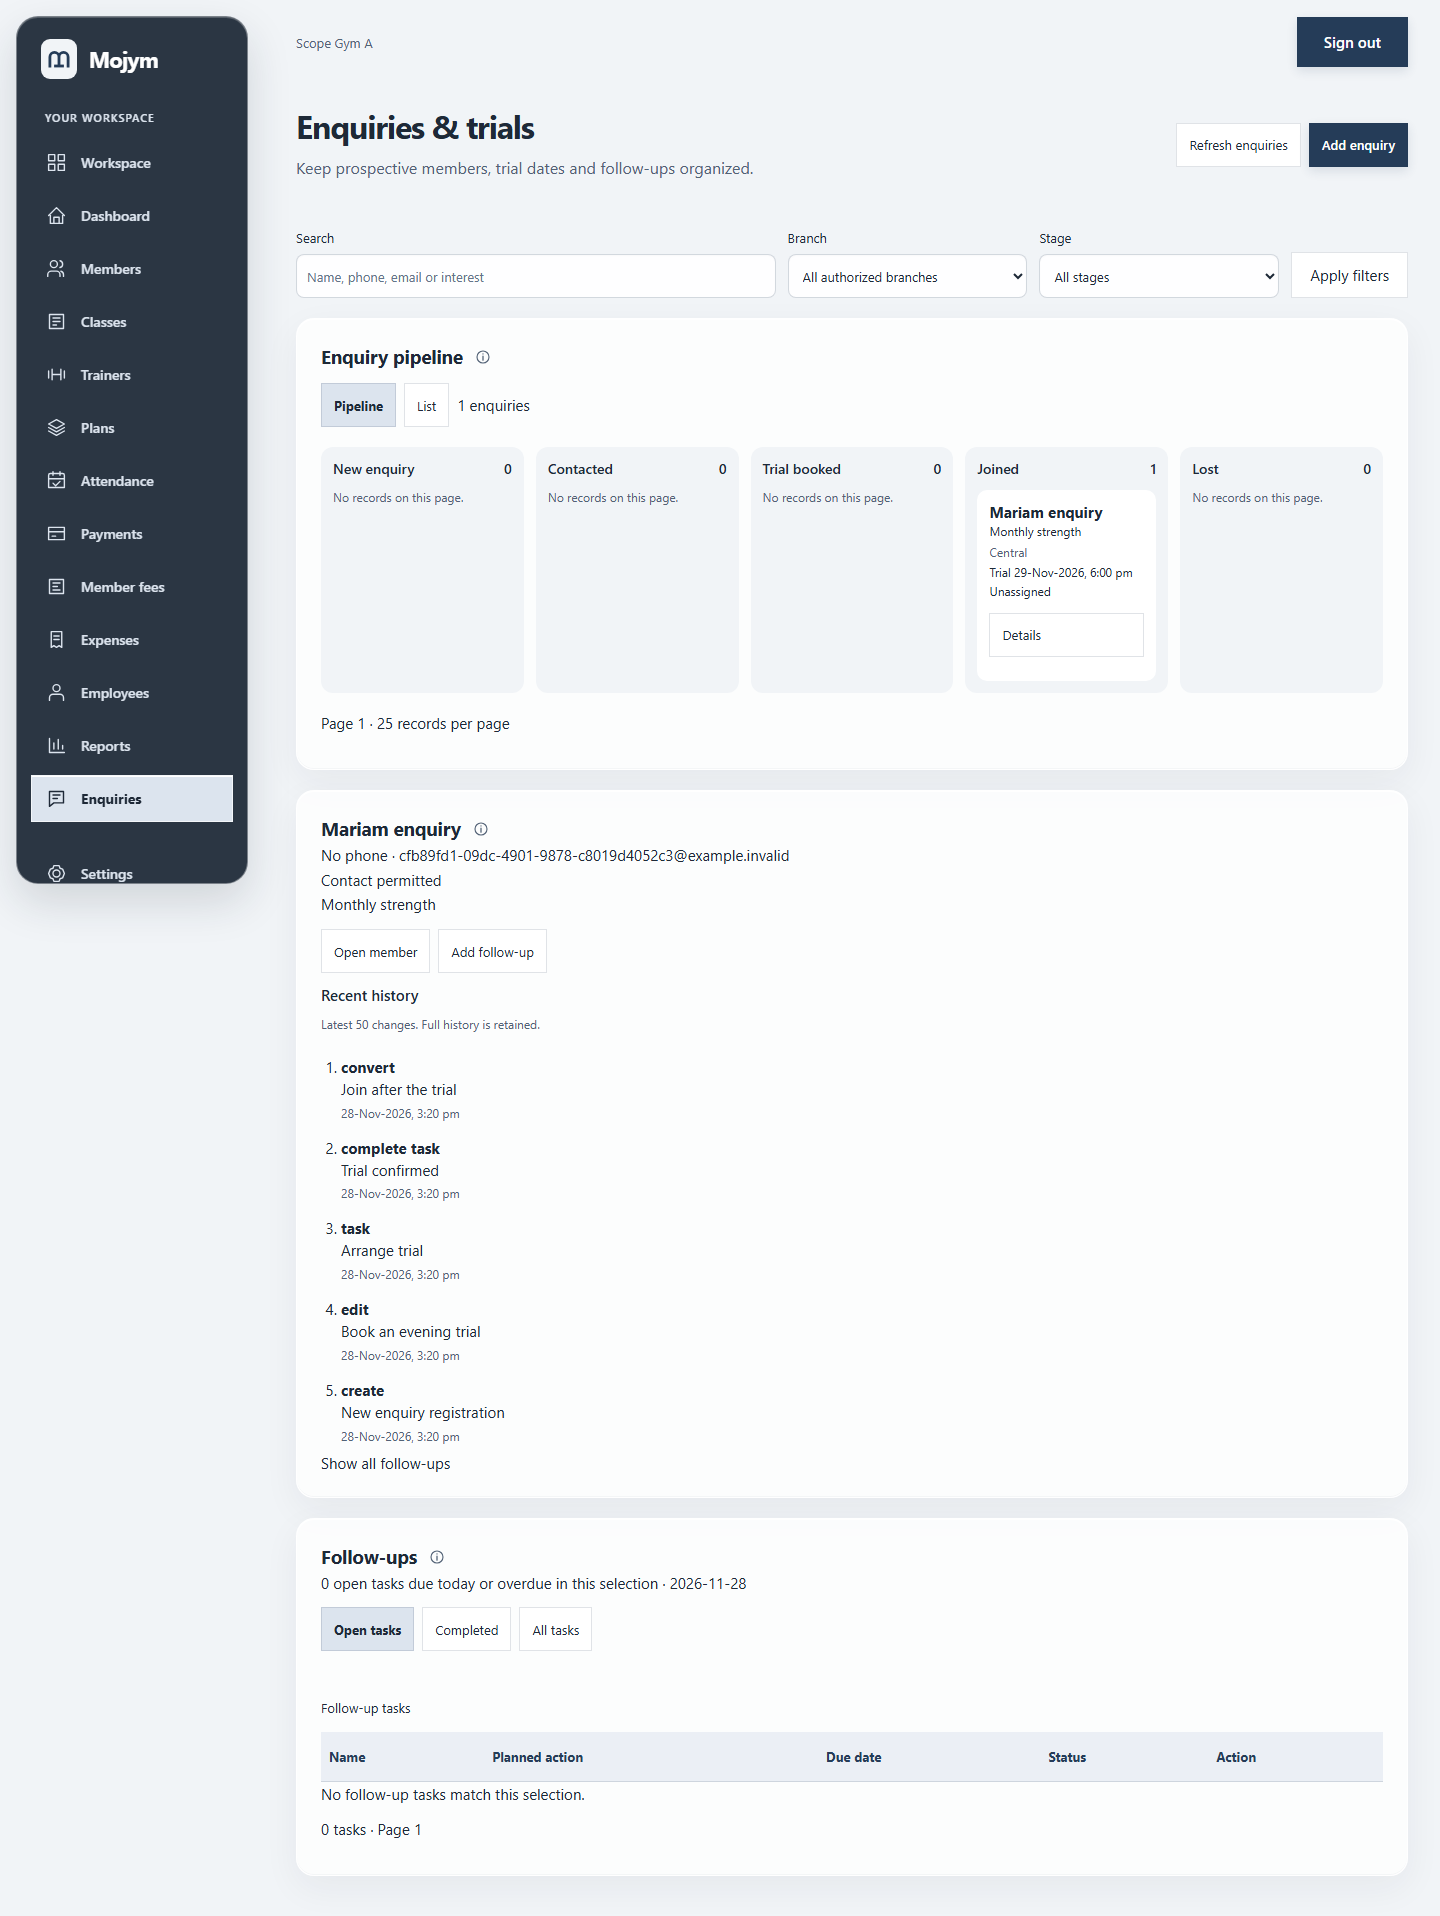 Mojym
YOUR WORKSPACE
Workspace
Dashboard
Members
Classes
Trainers
Plans
Attendance
Payments
Member fees
Expenses
Employees
Reports
Enquiries
Settings
Scope Gym A
Sign out
Enquiries & trials
Keep prospective members, trial dates and follow-ups organized.
Refresh enquiries
Add enquiry
Search
Branch
Stage
Name, phone, email or interest
All authorized branches
All stages
Apply filters
Enquiry pipeline
Pipeline
List
1 enquiries
New enquiry 0
No records on this page.
Contacted 0
No records on this page.
Trial booked 0
No records on this page.
Joined 1
Mariam enquiry
Monthly strength
Central
Trial 29-Nov-2026, 6:00 pm
Unassigned
Details
Lost 0
No records on this page.
Page 1 · 25 records per page
Mariam enquiry
No phone · cfb89fd1-09dc-4901-9878-c8019d4052c3@example.invalid
Contact permitted
Monthly strength
Open member
Add follow-up
Recent history
Latest 50 changes. Full history is retained.
1. convert
Join after the trial
28-Nov-2026, 3:20 pm
2. complete task
Trial confirmed
28-Nov-2026, 3:20 pm
3. task
Arrange trial
28-Nov-2026, 3:20 pm
4. edit
Book an evening trial
28-Nov-2026, 3:20 pm
5. create
New enquiry registration
28-Nov-2026, 3:20 pm
Show all follow-ups
Follow-ups
0 open tasks due today or overdue in this selection · 2026-11-28
Open tasks
Completed
All tasks
Follow-up tasks
Name Planned action Due date Status Action
No follow-up tasks match this selection.
0 tasks · Page 1